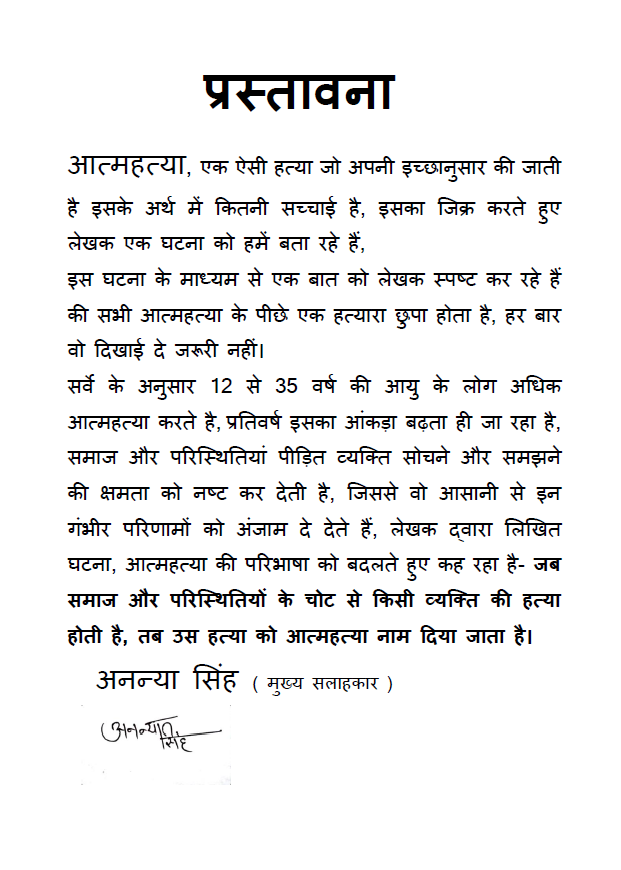 प्रस्तावना
आत्महत्या, एक ऐसी हत्या जो अपनी इच्छानुसार की जाती
है इसके अर्थ में कितनी सच्चाई है, इसका जिक्र करते हुए
लेखक एक घटना को हमें बता रहे हैं,
इस घटना के माध्यम से एक बात को लेखक स्पष्ट कर रहे हैं
की सभी आत्महत्या के पीछे एक हत्यारा छुपा होता है, हर बार
वो दिखाई दे जरूरी नहीं।
सर्वे के अनुसार 12 से 35 वर्ष की आयु के लोग अधिक
आत्महत्या करते है, प्रतिवर्ष इसका आंकड़ा बढ़ता ही जा रहा है,
समाज और परिस्थितियां पीड़ित व्यक्ति सोचने और समझने
की क्षमता को नष्ट कर देती है, जिससे वो आसानी से इन
गंभीर परिणामों को अंजाम दे देते हैं, लेखक द्वारा लिखित
घटना, आत्महत्या की परिभाषा को बदलते हुए कह रहा है- जब
समाज और परिस्थितियों के चोट से किसी व्यक्ति की हत्या
होती है, तब उस हत्या को आत्महत्या नाम दिया जाता है।
अनन्या सिंह ( मुख्य सलाहकार )
अनन्या
सिंह